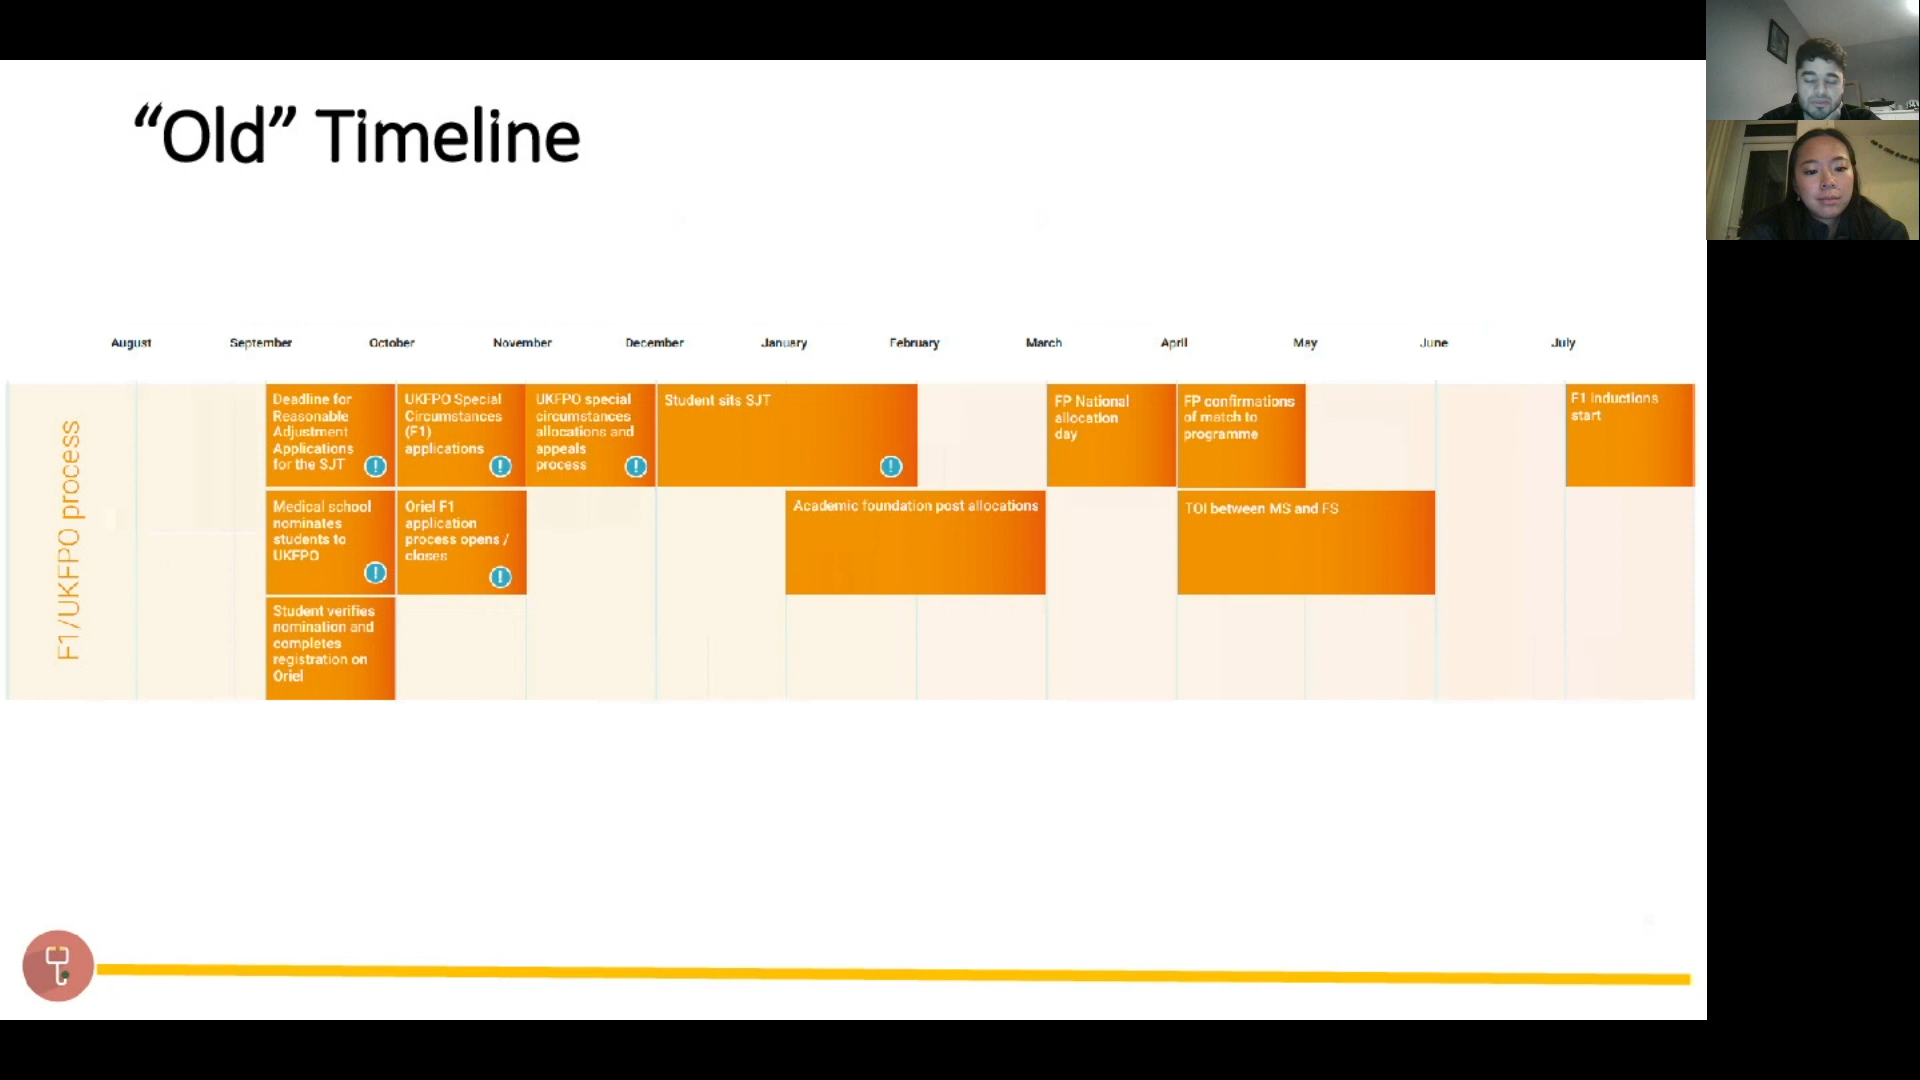 “Old” Timeline
August September October November December January February March April May June July
F1/UKFPO process
Deadline for
Reasonable
Adjustment
Applications
for the SJT
UKFPO Special
Circumstances
(F1)
applications
UKFPO special
circumstances
allocations and
appeals
process
Student sits SJT
FP National
allocation
day
FP confirmations
of match to
programme
F1 Inductions
start
Medical school
nominates
students to
UKFPO
Oriel F1
application
process opens /
closes
Academic foundation post allocations
TOI between MS and FS
Student verifies
nomination and
completes
registration on
Oriel